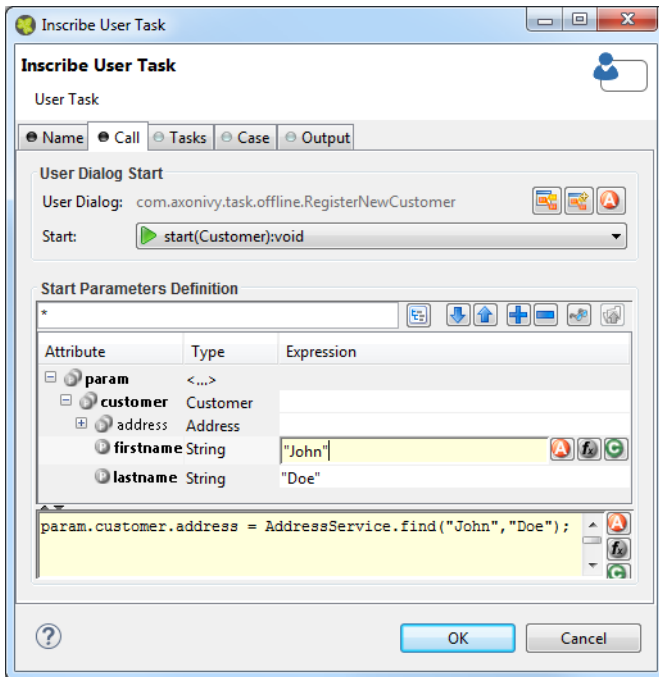 Inscribe User Task
Inscribe User Task
User Task
Name Call Tasks Case Output
User Dialog Start
User Dialog: com.axonivy.task.offline.RegisterNewCustomer
Start: start(Customer):void
Start Parameters Definition
*
Attribute Type Expression
param <...>
customer Customer
address Address
firstname String "John"
lastname String "Doe"
param.customer.address = AddressService.find("John","Doe");
OK Cancel